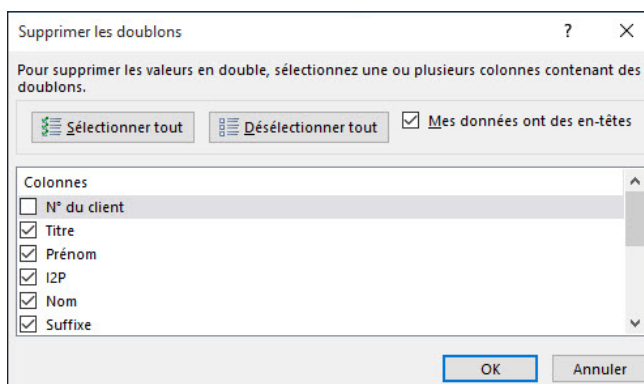 Supprimer les doublons
Pour supprimer les valeurs en double, sélectionnez une ou plusieurs colonnes contenant des
doublons.
Sélectionner tout
Désélectionner tout
Mes données ont des en-têtes
Colonnes
N° du client
Titre
Prénom
I2P
Nom
Suffixe
OK
Annuler